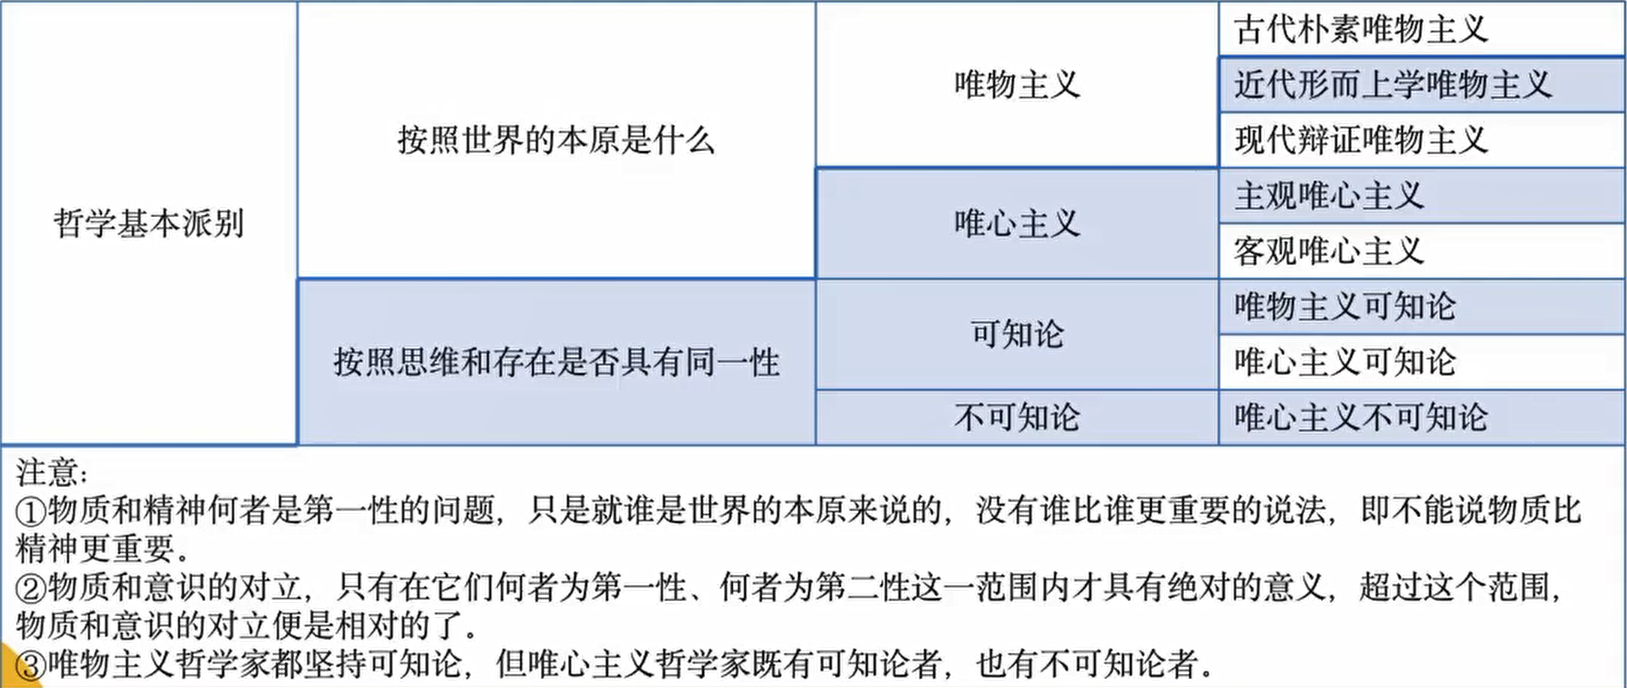 哲学基本派别
按照世界的本原是什么
唯物主义
古代朴素唯物主义
近代形而上学唯物主义
现代辩证唯物主义
唯心主义
主观唯心主义
客观唯心主义
按照思维和存在是否具有同一性
可知论
唯物主义可知论
唯心主义可知论
不可知论
唯心主义不可知论
注意:
①物质和精神何者是第一性的问题，只是就谁是世界的本原来说的，没有谁比谁更重要的说法，即不能说物质比
精神更重要。
②物质和意识的对立，只有在它们何者为第一性、何者为第二性这一范围内才具有绝对的意义，超过这个范围，
物质和意识的对立便是相对的了。
③唯物主义哲学家都坚持可知论，但唯心主义哲学家既有可知论者，也有不可知论者。